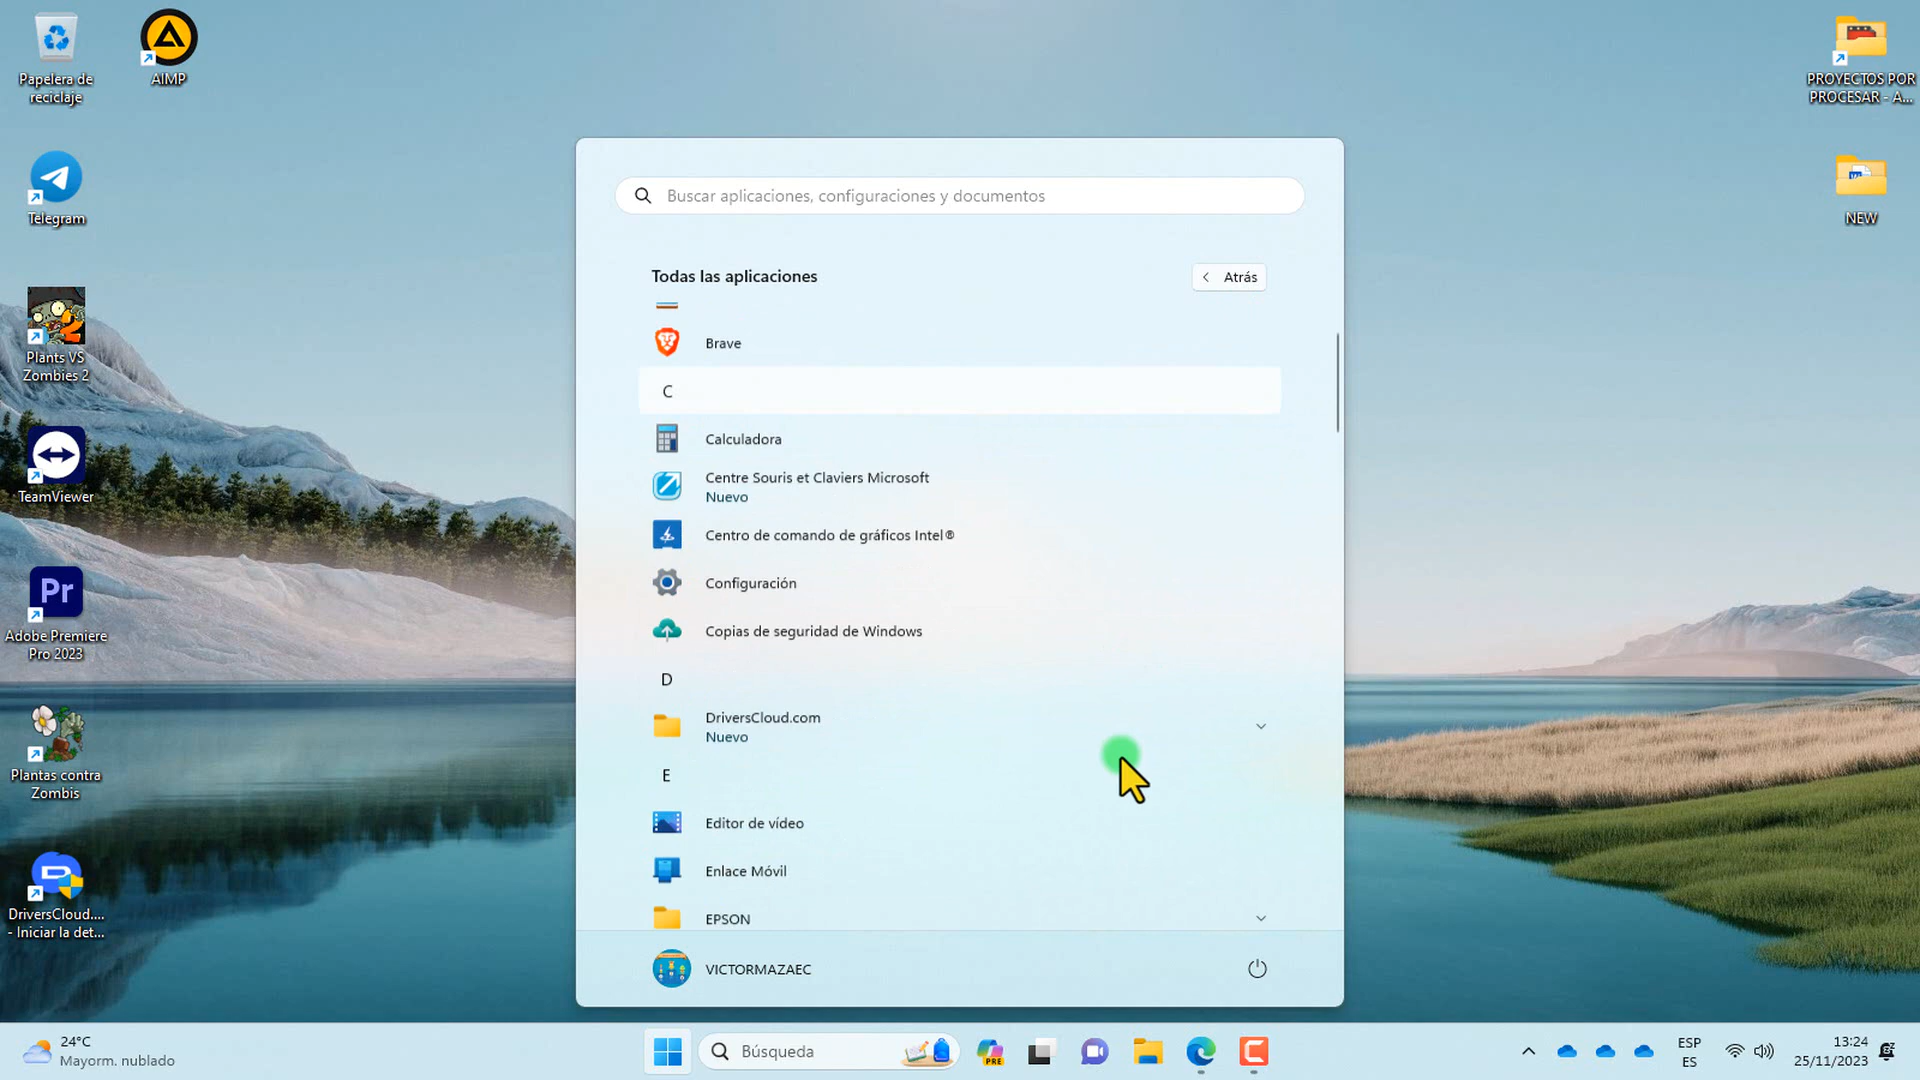 Papelera de
reciclaje
AIMP
Telegram
Plants VS
Zombies 2
TeamViewer
Pr
Adobe Premiere
Pro 2023
Plantas contra
Zombis
DriversCloud....
- Iniciar la det...
PROYECTOS POR
PROCESAR - A...
NEW
Buscar aplicaciones, configuraciones y documentos
Todas las aplicaciones
Atrás
Brave
C
Calculadora
Centre Souris et Claviers Microsoft
Nuevo
Centro de comando de gráficos Intel®
Configuración
Copias de seguridad de Windows
D
DriversCloud.com
Nuevo
E
Editor de vídeo
Enlace Móvil
EPSON
VICTORMAZAEC
24°C
Mayorm. nublado
Búsqueda
PRE
ESP
ES
13:24
25/11/2023